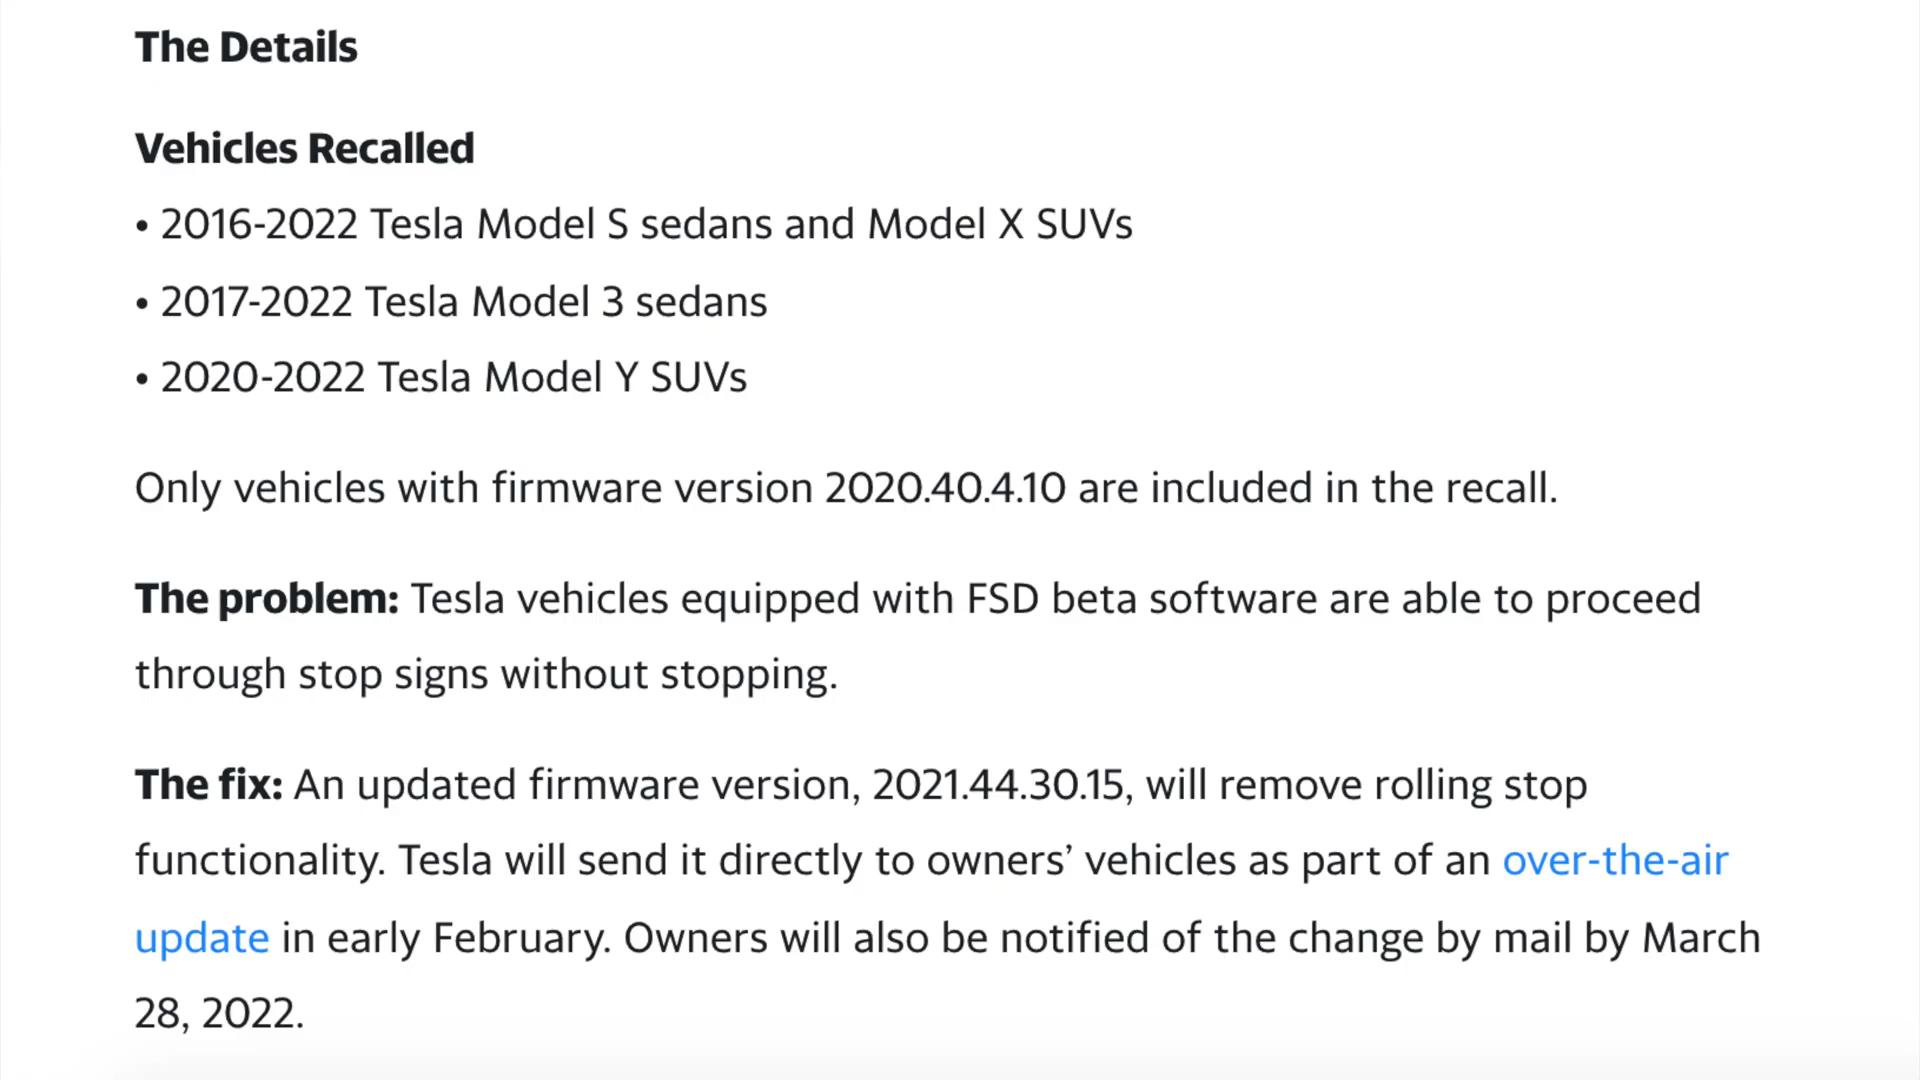 The Details
Vehicles Recalled
• 2016-2022 Tesla Model S sedans and Model X SUVs
• 2017-2022 Tesla Model 3 sedans
• 2020-2022 Tesla Model Y SUVs
Only vehicles with firmware version 2020.40.4.10 are included in the recall.
The problem: Tesla vehicles equipped with FSD beta software are able to proceed
through stop signs without stopping.
The fix: An updated firmware version, 2021.44.30.15, will remove rolling stop
functionality. Tesla will send it directly to owners’ vehicles as part of an over-the-air
update in early February. Owners will also be notified of the change by mail by March
28, 2022.